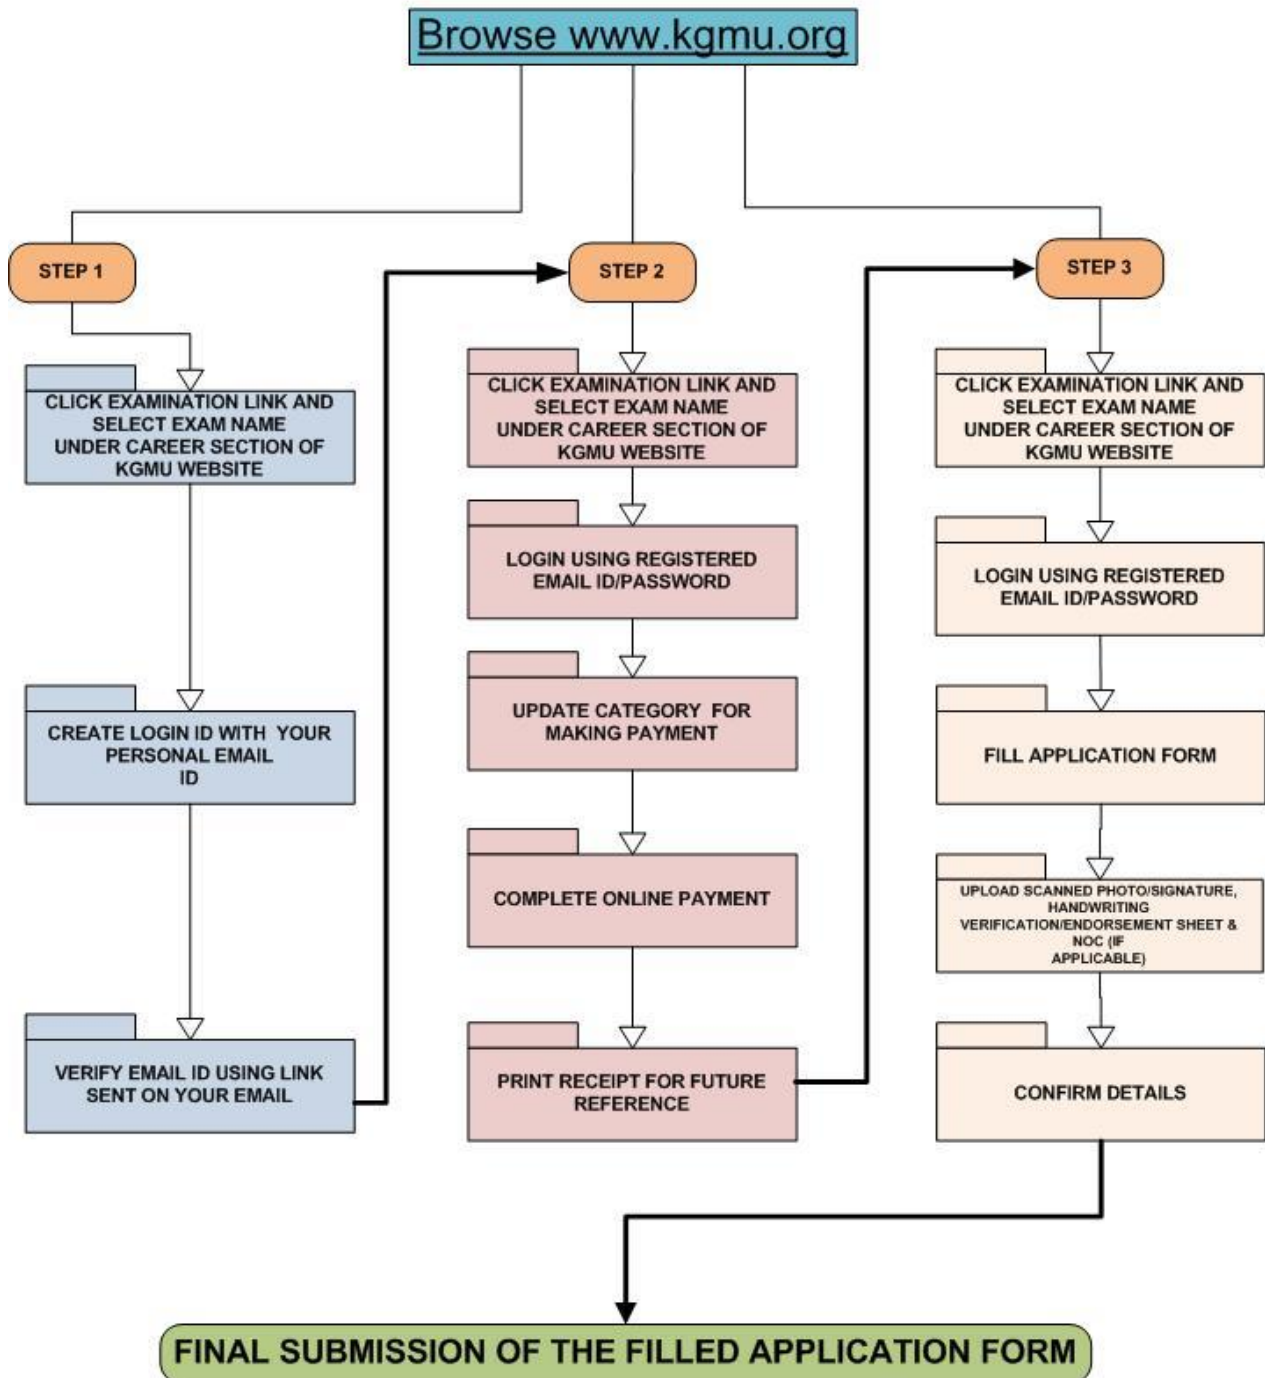 Browse www.kgmu.org
STEP 1
CLICK EXAMINATION LINK AND
SELECT EXAM NAME
UNDER CAREER SECTION OF
KGMU WEBSITE
CREATE LOGIN ID WITH YOUR
PERSONAL EMAIL
ID
VERIFY EMAIL ID USING LINK
SENT ON YOUR EMAIL
STEP 2
CLICK EXAMINATION LINK AND
SELECT EXAM NAME
UNDER CAREER SECTION OF
KGMU WEBSITE
LOGIN USING REGISTERED
EMAIL ID/PASSWORD
UPDATE CATEGORY FOR
MAKING PAYMENT
COMPLETE ONLINE PAYMENT
PRINT RECEIPT FOR FUTURE
REFERENCE
STEP 3
CLICK EXAMINATION LINK AND
SELECT EXAM NAME
UNDER CAREER SECTION OF
KGMU WEBSITE
LOGIN USING REGISTERED
EMAIL ID/PASSWORD
FILL APPLICATION FORM
UPLOAD SCANNED PHOTO/SIGNATURE,
HANDWRITING
VERIFICATION/ENDORSEMENT SHEET &
NOC (IF
APPLICABLE)
CONFIRM DETAILS
FINAL SUBMISSION OF THE FILLED APPLICATION FORM